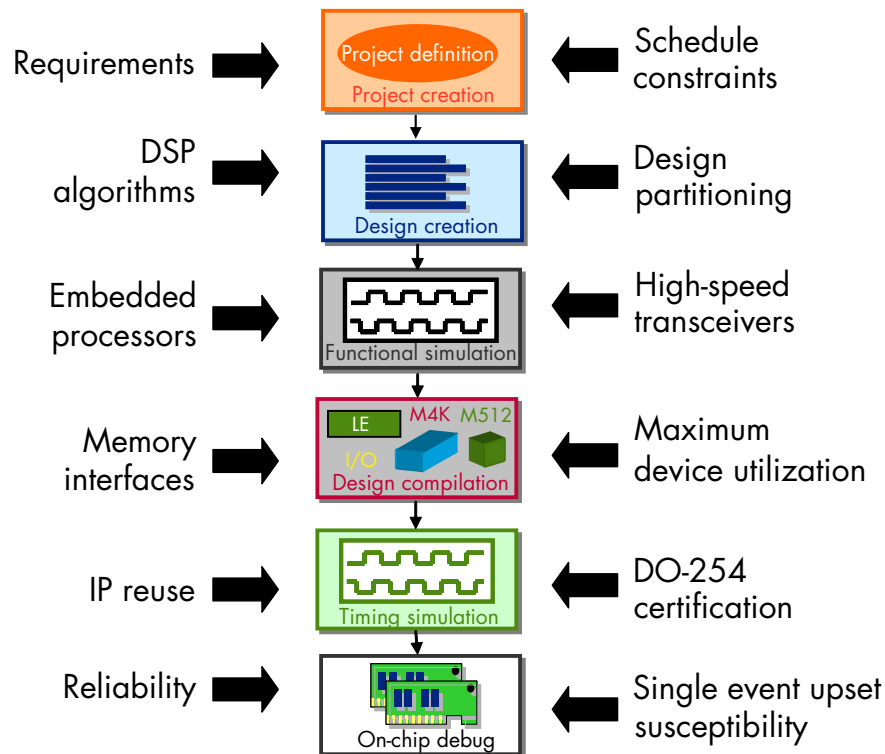 Requirements
Project definition
Project creation
Schedule
constraints
DSP
algorithms
Design creation
Design
partitioning
Embedded
processors
Functional simulation
High-speed
transceivers
Memory
interfaces
LE
M4K
M512
I/O
Design compilation
Maximum
device utilization
IP reuse
Timing simulation
DO-254
certification
Reliability
On-chip debug
Single event upset
susceptibility